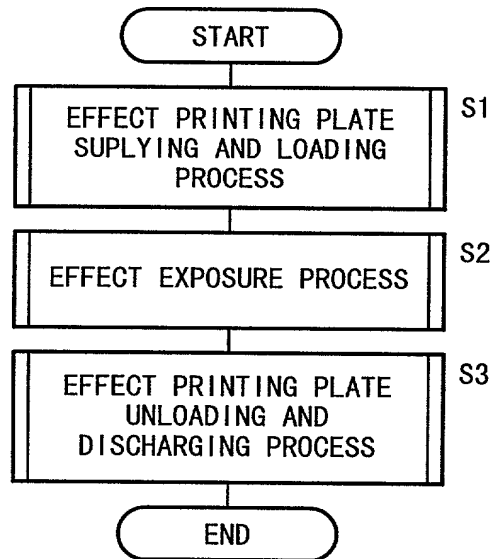 START
S1
EFFECT PRINTING PLATE
SUPLYING AND LOADING
PROCESS
S2
EFFECT EXPOSURE PROCESS
S3
EFFECT PRINTING PLATE
UNLOADING AND
DISCHARGING PROCESS
END